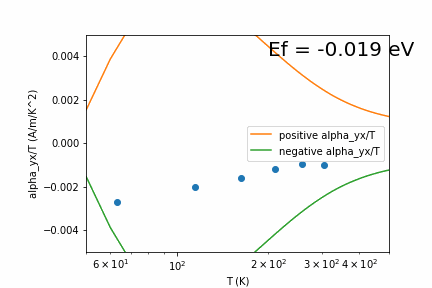 Ef = -0.019 eV
0.004
0.002
0.000
−0.002
−0.004
alpha_yx/T (A/m/K^2)
positive alpha_yx/T
negative alpha_yx/T
6 × 10¹ 10² 2 × 10² 3 × 10² 4 × 10²
T (K)